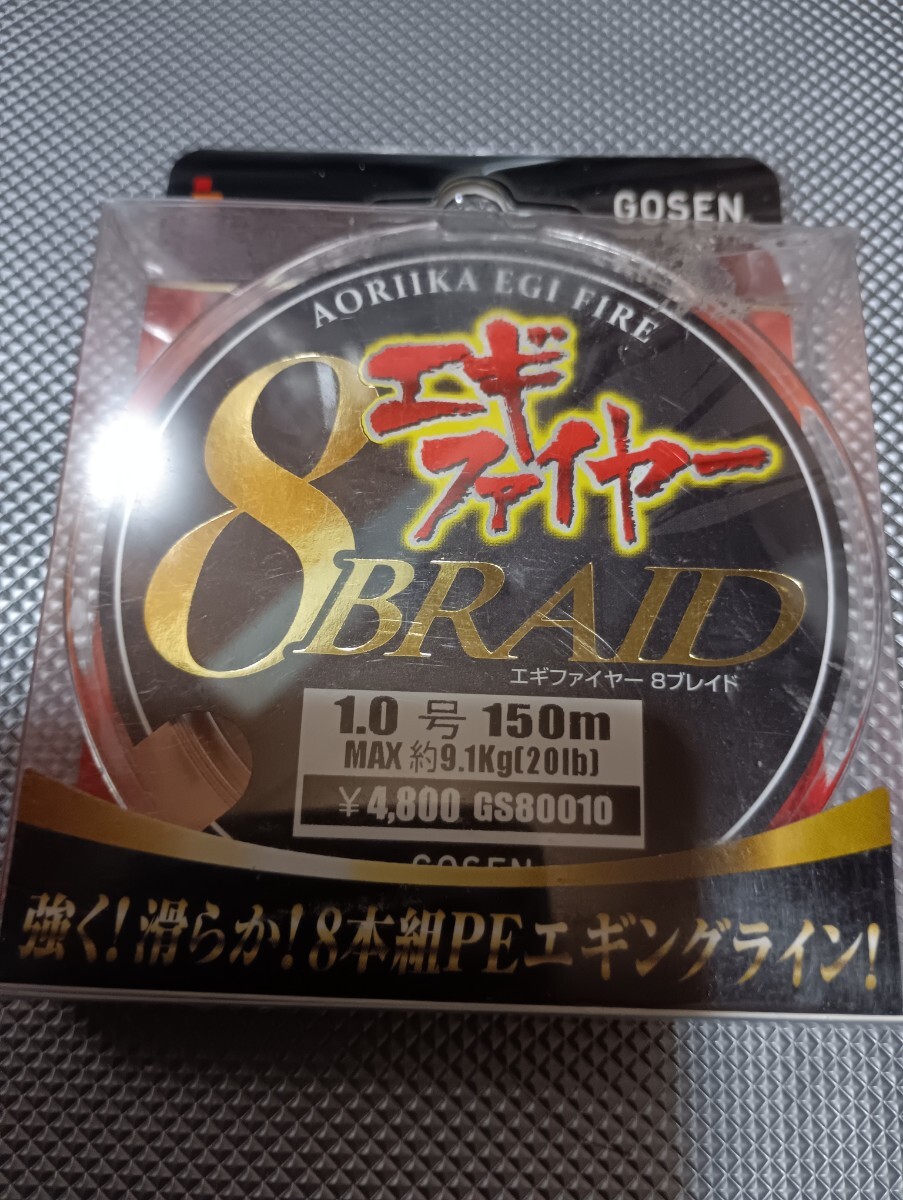 GOSEN
AORIIKA EGI FIRE
エギ
ファイヤー
8BRAID
エギファイヤー 8ブレイド
1.0 号 150m
MAX 約9.1Kg(20lb)
¥4,800 GS80010
GOSEN
強く!滑らか!8本組PEエギングライン!